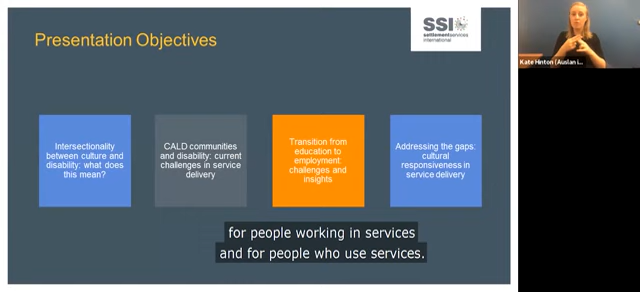 Presentation Objectives
SSI
settlement services
international
Kate Hinton (Auslan i...
Intersectionality
between culture and
disability: what does
this mean?
CALD communities
and disability: current
challenges in service
delivery
Transition from
education to
employment:
challenges and
insights
Addressing the gaps:
cultural
responsiveness in
service delivery
for people working in services
and for people who use services.